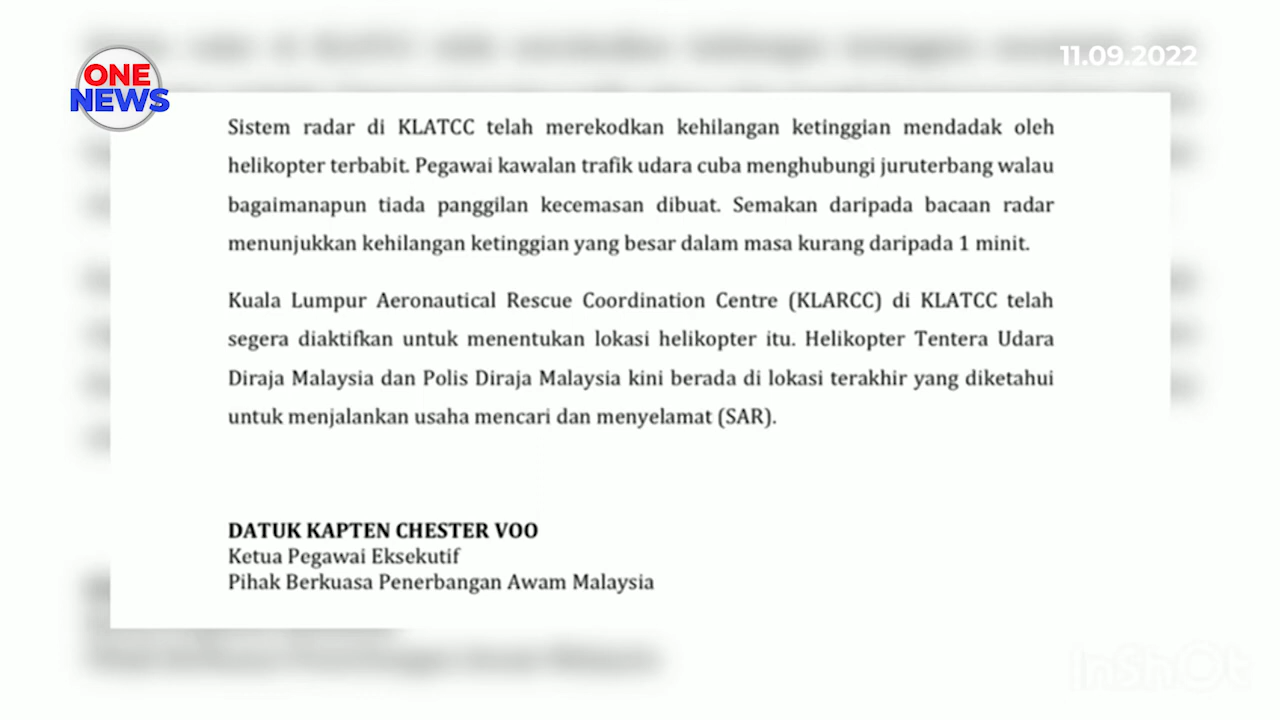 ONE
NEWS
11.09.2022
Sistem radar di KLATCC telah merekodkan kehilangan ketinggian mendadak oleh
helikopter terbabit. Pegawai kawalan trafik udara cuba menghubungi juruterbang walau
bagaimanapun tiada panggilan kecemasan dibuat. Semakan daripada bacaan radar
menunjukkan kehilangan ketinggian yang besar dalam masa kurang daripada 1 minit.
Kuala Lumpur Aeronautical Rescue Coordination Centre (KLARCC) di KLATCC telah
segera diaktifkan untuk menentukan lokasi helikopter itu. Helikopter Tentera Udara
Diraja Malaysia dan Polis Diraja Malaysia kini berada di lokasi terakhir yang diketahui
untuk menjalankan usaha mencari dan menyelamat (SAR).
DATUK KAPTEN CHESTER VOO
Ketua Pegawai Eksekutif
Pihak Berkuasa Penerbangan Awam Malaysia
InShOt